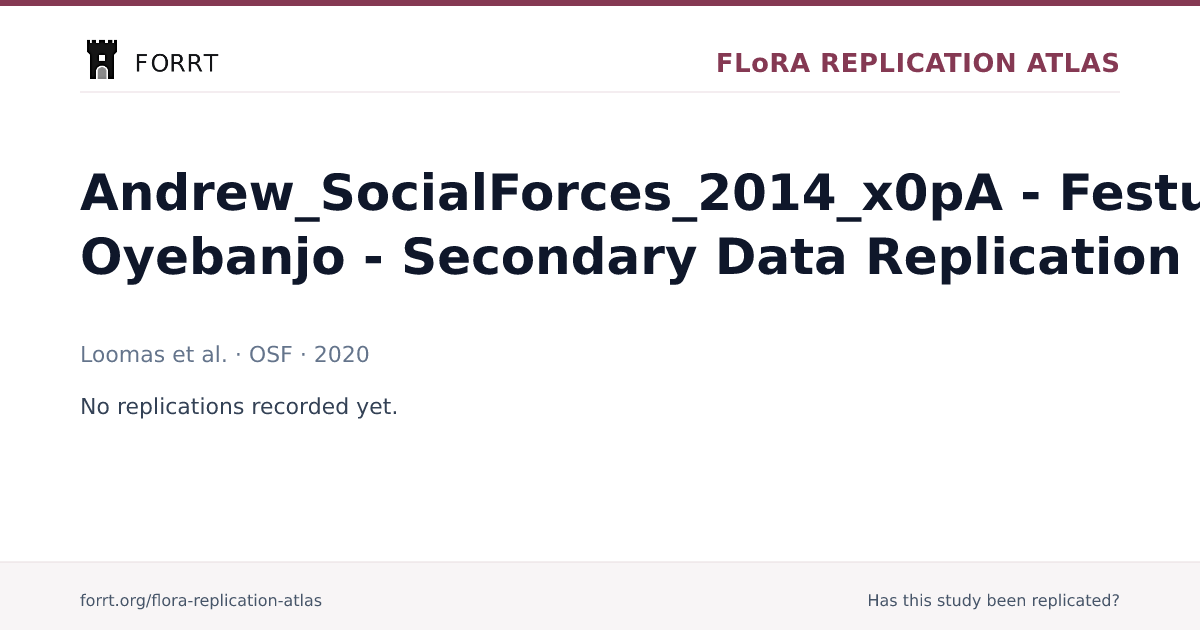 FORRT
FLoRA REPLICATION ATLAS
Andrew_SocialForces_2014_x0pA - Festu
Oyebanjo - Secondary Data Replication
Loomas et al. · OSF · 2020
No replications recorded yet.
forrt.org/flora-replication-atlas
Has this study been replicated?